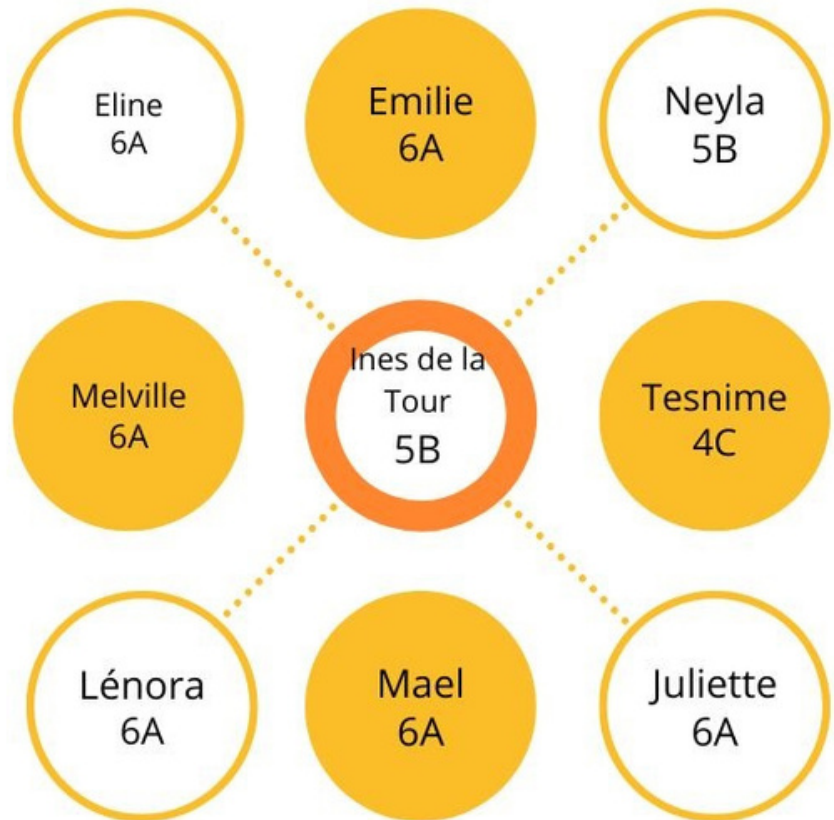 Eline
6A
Emilie
6A
Neyla
5B
Melville
6A
Ines de la
Tour
5B
Tesnime
4C
Lénora
6A
Mael
6A
Juliette
6A